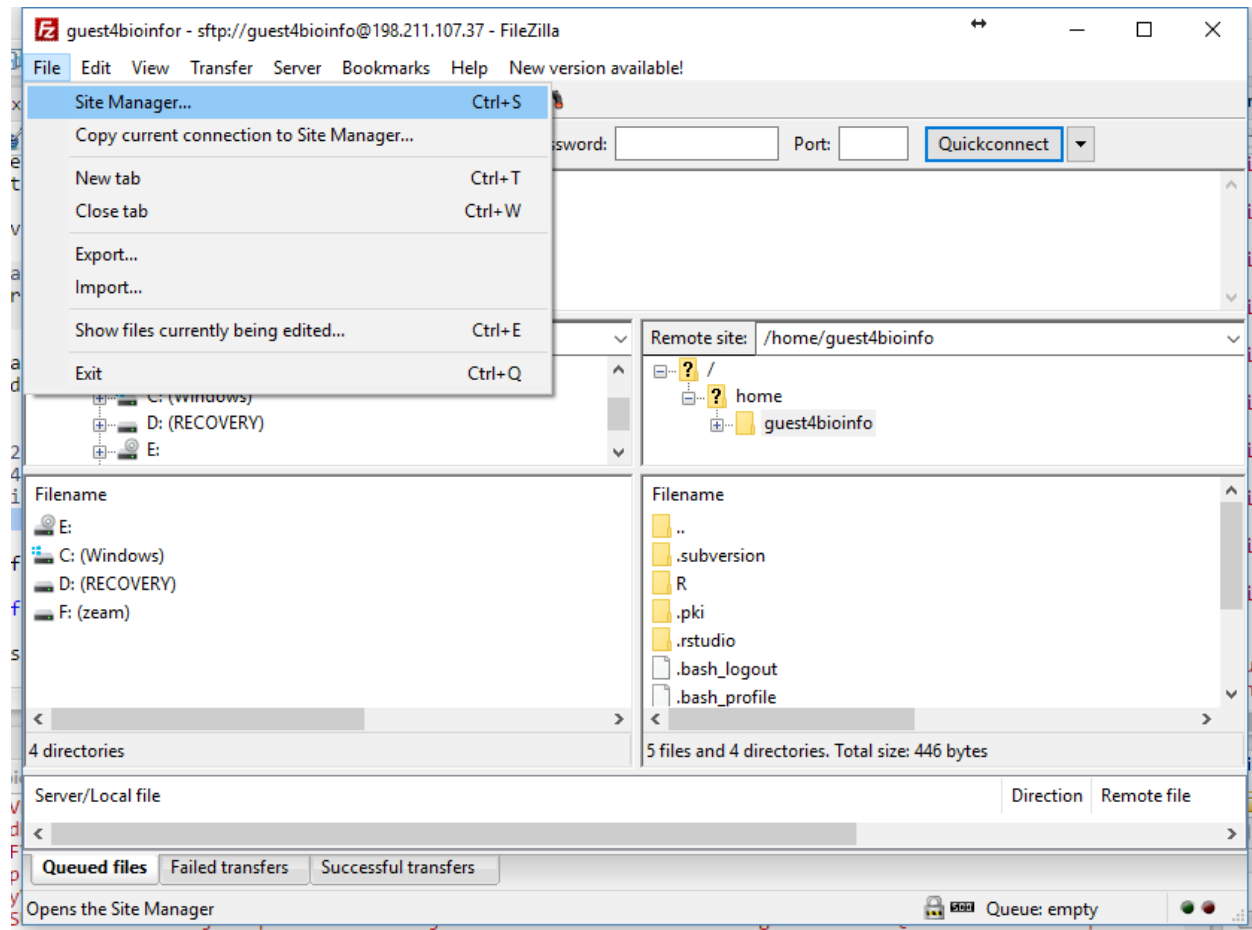 guest4bioinfor - sftp://guest4bioinfo@198.211.107.37 - FileZilla
File Edit View Transfer Server Bookmarks Help New version available!
Site Manager... Ctrl+S
Copy current connection to Site Manager...
ssword: Port: Quickconnect
New tab Ctrl+T
Close tab Ctrl+W
Export...
Import...
Show files currently being edited... Ctrl+E
Exit Ctrl+Q
Remote site: /home/guest4bioinfo
/
home
guest4bioinfo
C: (Windows)
D: (RECOVERY)
E:
Filename
E:
C: (Windows)
D: (RECOVERY)
F: (zeam)
4 directories
Filename
..
.subversion
R
.pki
.rstudio
.bash_logout
.bash_profile
5 files and 4 directories. Total size: 446 bytes
Server/Local file Direction Remote file
Queued files Failed transfers Successful transfers
Opens the Site Manager Queue: empty